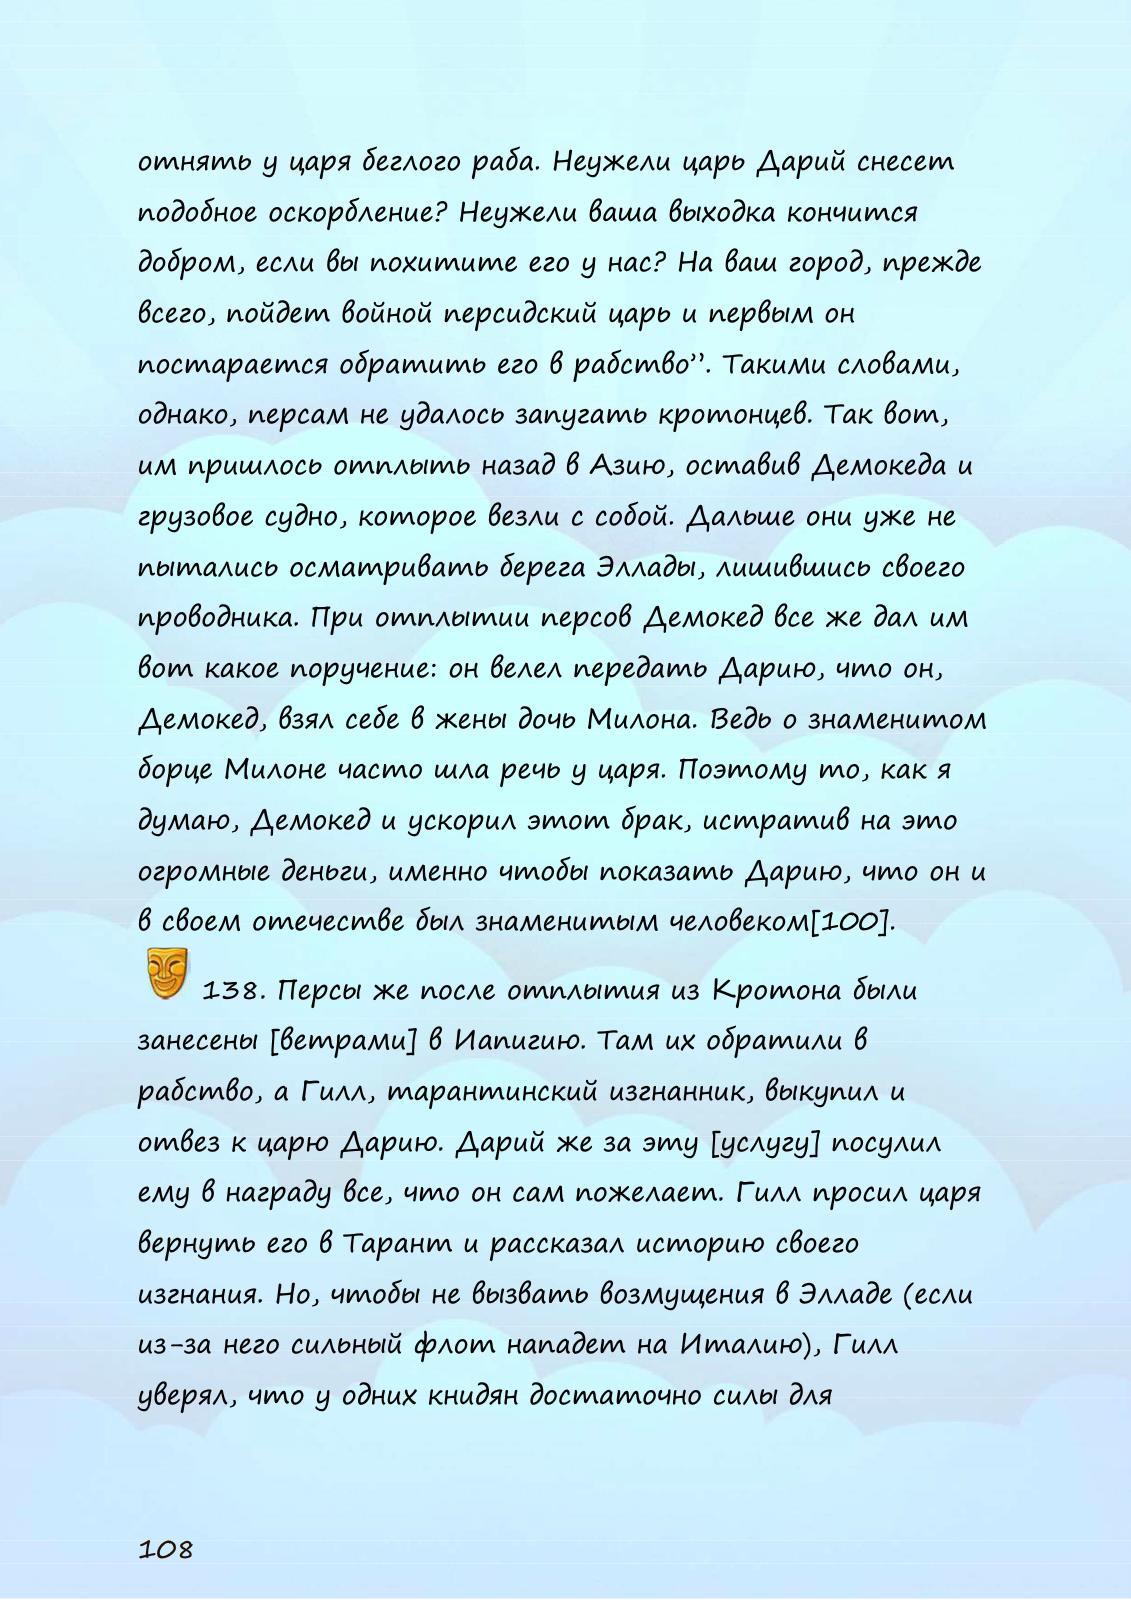 отнять у царя беглого раба. Неужели царь Дарий снесет
подобное оскорбление? Неужели ваша выходка кончится
добром, если вы похитите его у нас? На ваш город, прежде
всего, пойдет войной персидский царь и первым он
постарается обратить его в рабство”. Такими словами,
однако, персам не удалось запугать кротонцев. Так вот,
им пришлось отплыть назад в Азию, оставив Демокеда и
грузовое судно, которое везли с собой. Дальше они уже не
пытались осматривать берега Эллады, лишившись своего
проводника. При отплытии персов Демокед все же дал им
вот какое поручение: он велел передать Дарию, что он,
Демокед, взял себе в жены дочь Милона. Ведь о знаменитом
борце Милоне часто шла речь у царя. Поэтому то, как я
думаю, Демокед и ускорил этот брак, истратив на это
огромные деньги, именно чтобы показать Дарию, что он и
в своем отечестве был знаменитым человеком[100].
138. Персы же после отплытия из Кротона были
занесены [ветрами] в Иапигию. Там их обратили в
рабство, а Гилл, тарантинский изгнанник, выкупил и
отвез к царю Дарию. Дарий же за эту [услугу] посулил
ему в награду все, что он сам пожелает. Гилл просил царя
вернуть его в Тарант и рассказал историю своего
изгнания. Но, чтобы не вызвать возмущения в Элладе (если
из-за него сильный флот нападет на Италию), Гилл
уверял, что у одних книдян достаточно силы для
108